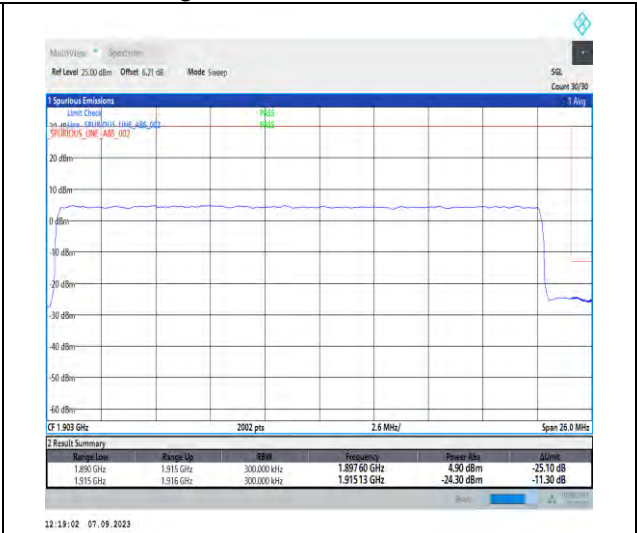 MultiView Spectrum
Ref Level 25.00 dBm Offset 6.21 dB Mode Sweep SGL
Count 30/30
1 Spurious Emissions 1 Avg
Limit Check PASS
Line _SPURIOUS_LINE_ABS_002 PASS
_SPURIOUS_LINE_ABS_002
20 dBm
10 dBm
0 dBm
-10 dBm
-20 dBm
-30 dBm
-40 dBm
-50 dBm
-60 dBm
CF 1.903 GHz 2002 pts 2.6 MHz/ Span 26.0 MHz
2 Result Summary
Range Low Range Up RBW Frequency Power Abs ΔLimit
1.890 GHz 1.915 GHz 300.000 kHz 1.89760 GHz 4.90 dBm -25.10 dB
1.915 GHz 1.916 GHz 300.000 kHz 1.91513 GHz -24.30 dBm -11.30 dB
12:19:02 07.09.2023